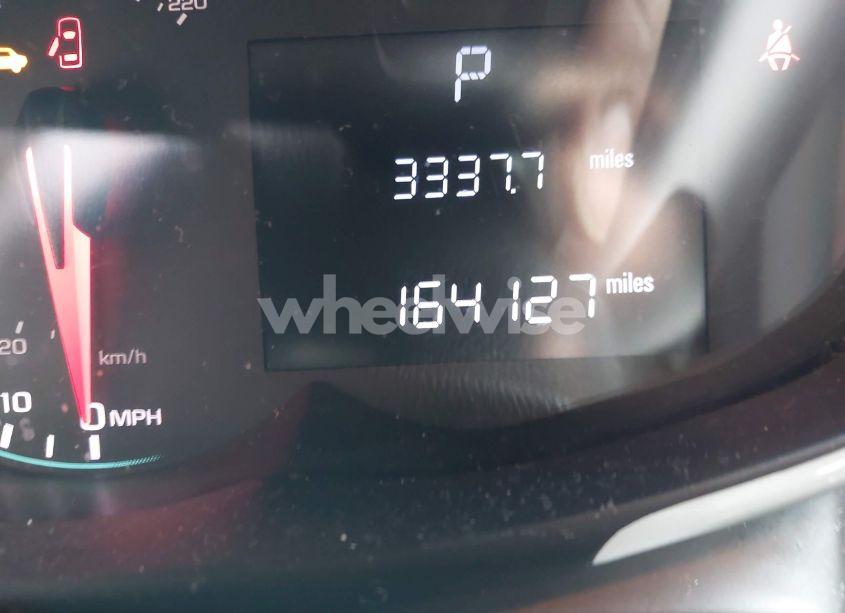 220
P
3337.7 miles
164127 miles
wheelwise
20
km/h
10
0 MPH